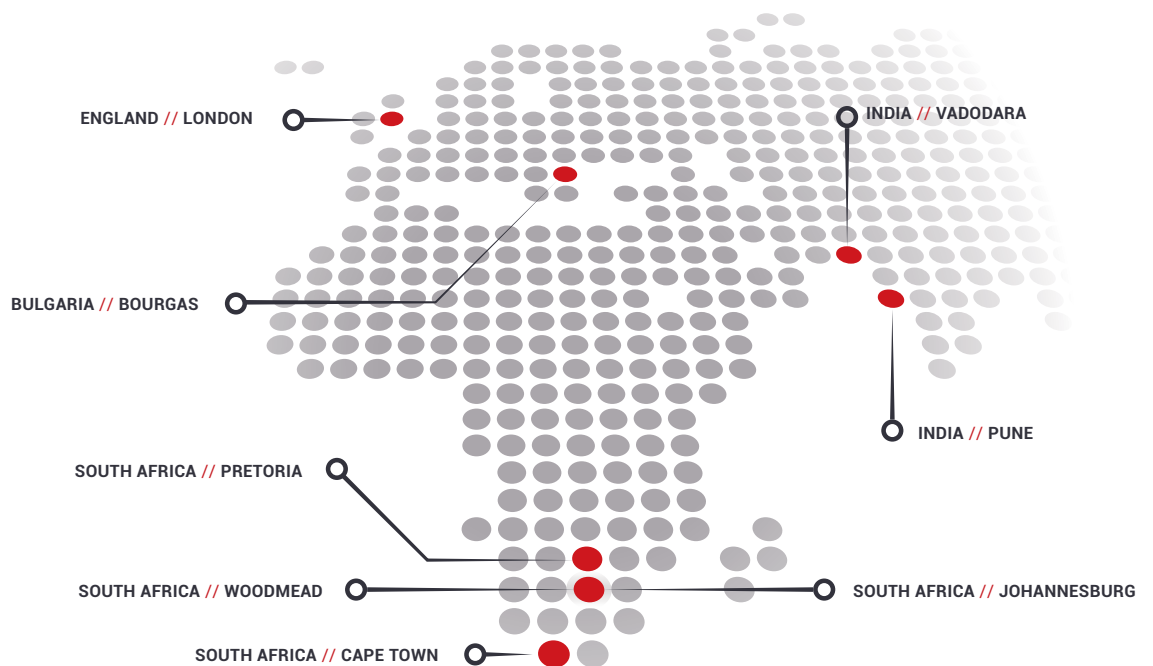 INDIA // VADODARA
ENGLAND // LONDON
BULGARIA // BOURGAS
INDIA // PUNE
SOUTH AFRICA // PRETORIA
SOUTH AFRICA // WOODMEAD
SOUTH AFRICA // JOHANNESBURG
SOUTH AFRICA // CAPE TOWN